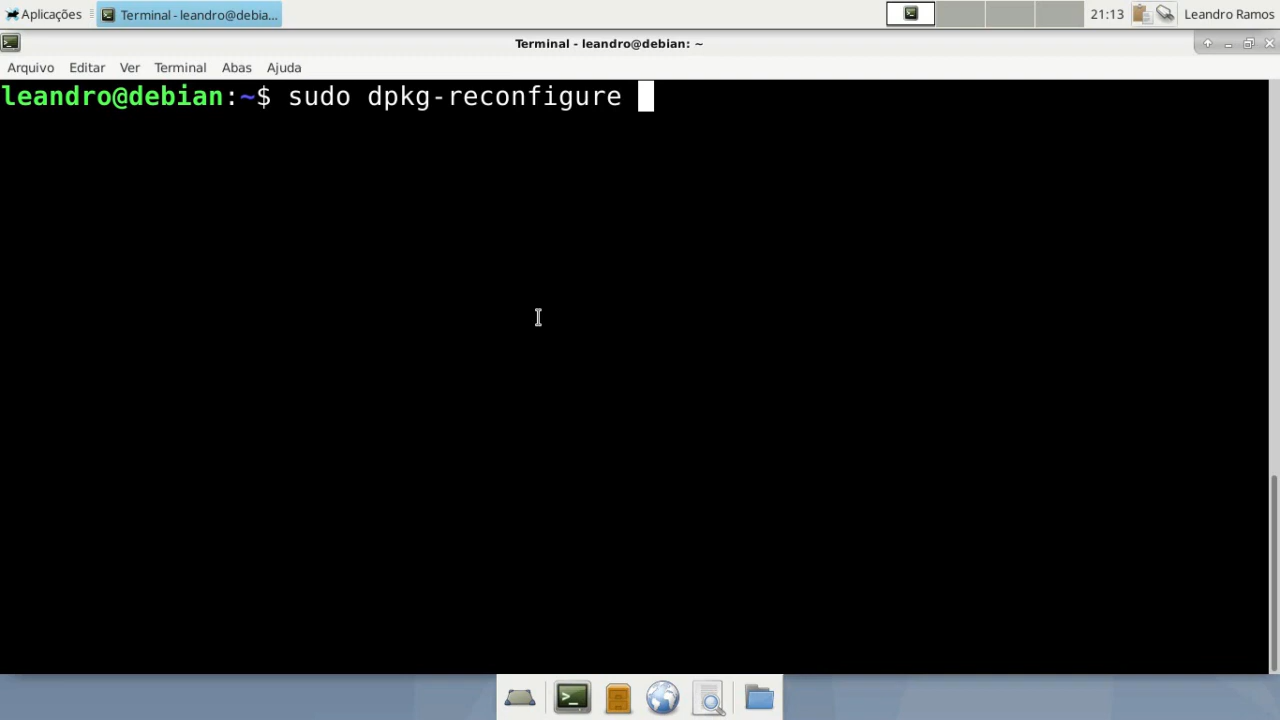 Aplicações
Terminal - leandro@debia...
21:13
Leandro Ramos
Terminal - leandro@debian: ~
Arquivo Editar Ver Terminal Abas Ajuda
leandro@debian:~$ sudo dpkg-reconfigure